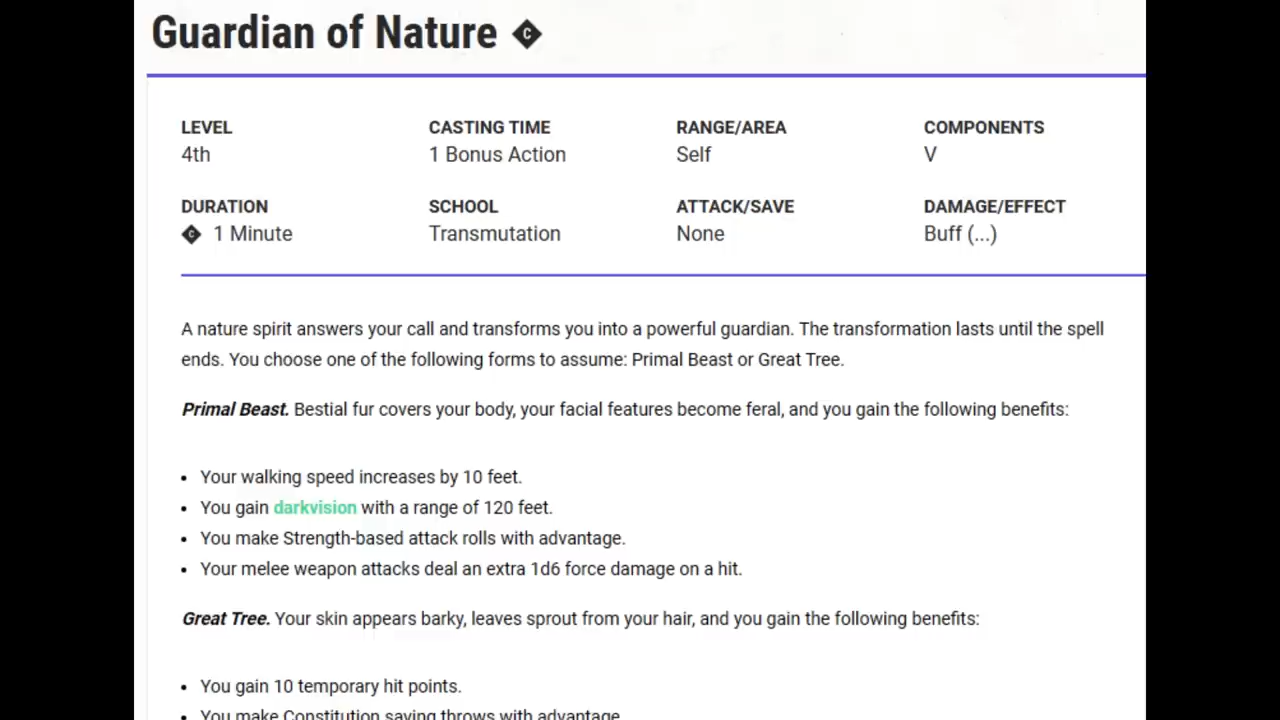 Guardian of Nature C
LEVEL CASTING TIME RANGE/AREA COMPONENTS
4th 1 Bonus Action Self V
DURATION SCHOOL ATTACK/SAVE DAMAGE/EFFECT
C 1 Minute Transmutation None Buff (...)
A nature spirit answers your call and transforms you into a powerful guardian. The transformation lasts until the spell
ends. You choose one of the following forms to assume: Primal Beast or Great Tree.
Primal Beast. Bestial fur covers your body, your facial features become feral, and you gain the following benefits:
• Your walking speed increases by 10 feet.
• You gain darkvision with a range of 120 feet.
• You make Strength-based attack rolls with advantage.
• Your melee weapon attacks deal an extra 1d6 force damage on a hit.
Great Tree. Your skin appears barky, leaves sprout from your hair, and you gain the following benefits:
• You gain 10 temporary hit points.
• You make Constitution saving throws with advantage.